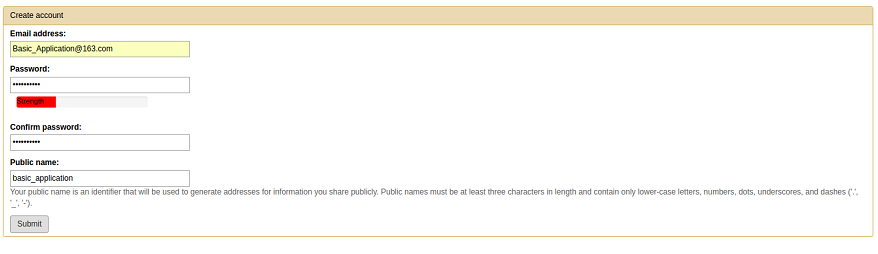 Create account
Email address:
Basic_Application@163.com
Password:
••••••••••
Strength
Confirm password:
••••••••••
Public name:
basic_application
Your public name is an identifier that will be used to generate addresses for information you share publicly. Public names must be at least three characters in length and contain only lower-case letters, numbers, dots, underscores, and dashes ('.',
'_', '-').
Submit